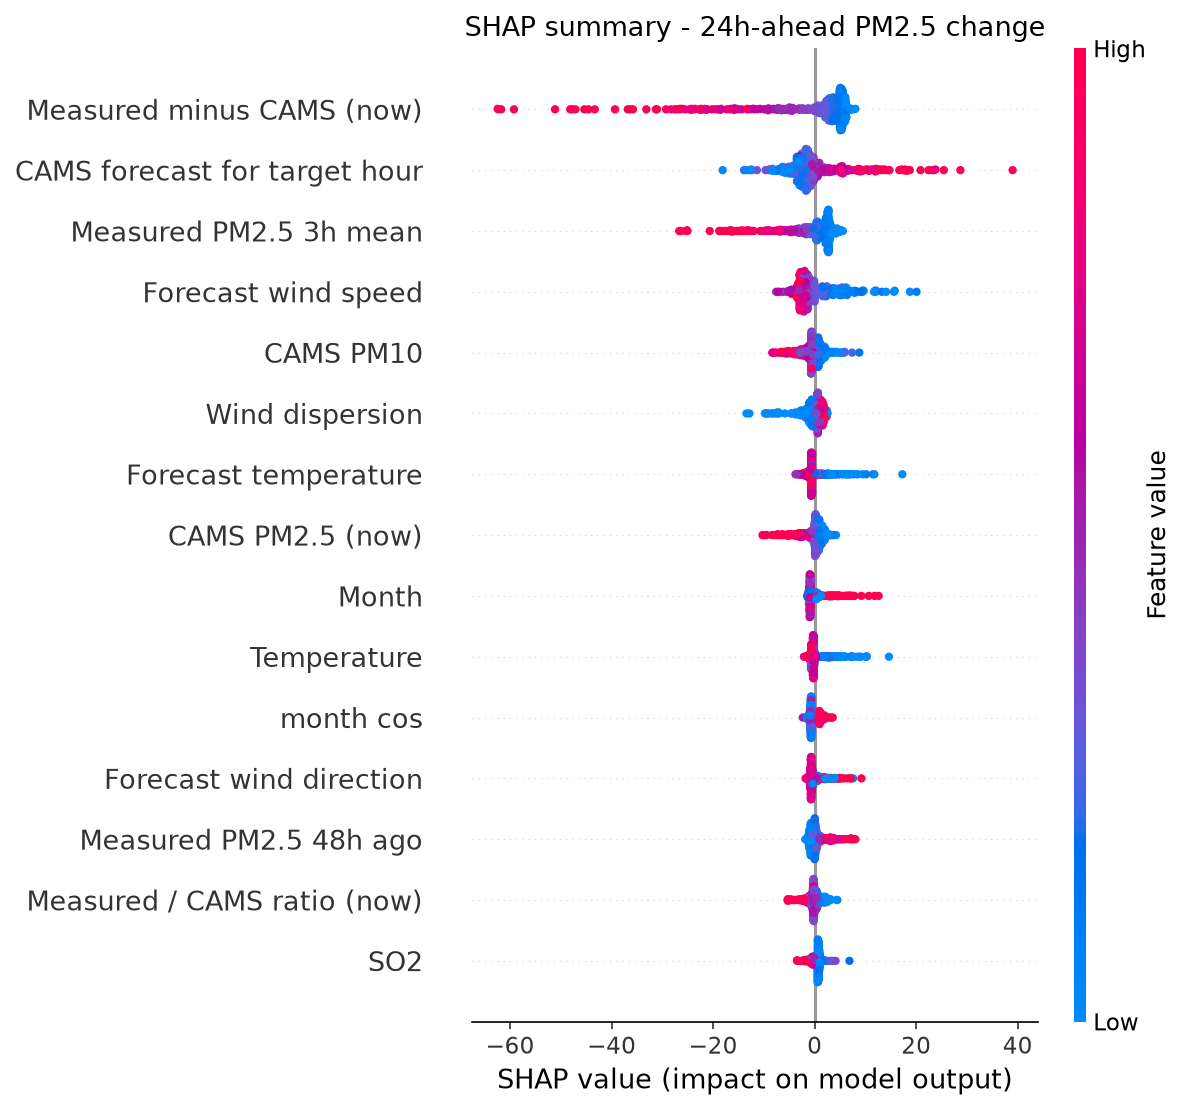 SHAP summary - 24h-ahead PM2.5 change
High
Measured minus CAMS (now)
CAMS forecast for target hour
Measured PM2.5 3h mean
Forecast wind speed
CAMS PM10
Wind dispersion
Forecast temperature
CAMS PM2.5 (now)
Month
Temperature
month cos
Forecast wind direction
Measured PM2.5 48h ago
Measured / CAMS ratio (now)
SO2
Feature value
Low
−60 −40 −20 0 20 40
SHAP value (impact on model output)